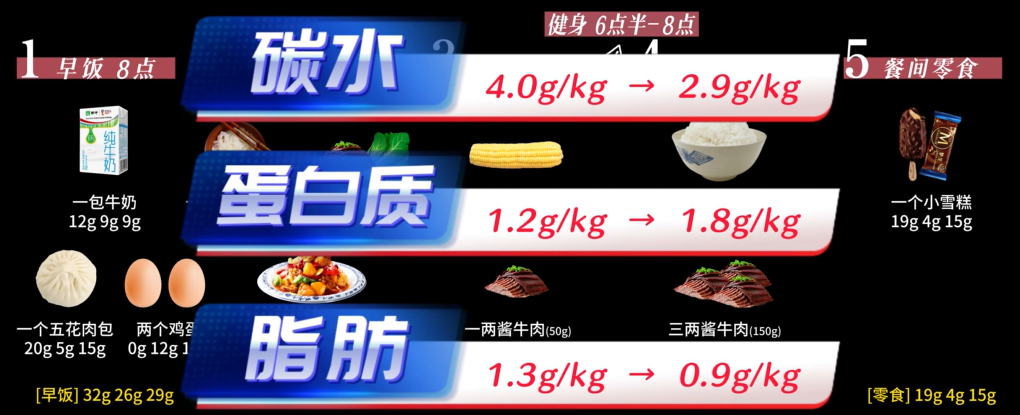 健身 6点半-8点
1 早饭 8点
5 餐间零食
碳水
4.0g/kg → 2.9g/kg
纯牛奶
一包牛奶
12g 9g 9g
一个小雪糕
19g 4g 15g
蛋白质
1.2g/kg → 1.8g/kg
一个五花肉包
20g 5g 15g
两个鸡蛋
0g 12g 1
一两酱牛肉(50g)
三两酱牛肉(150g)
脂肪
1.3g/kg → 0.9g/kg
[早饭] 32g 26g 29g
[零食] 19g 4g 15g